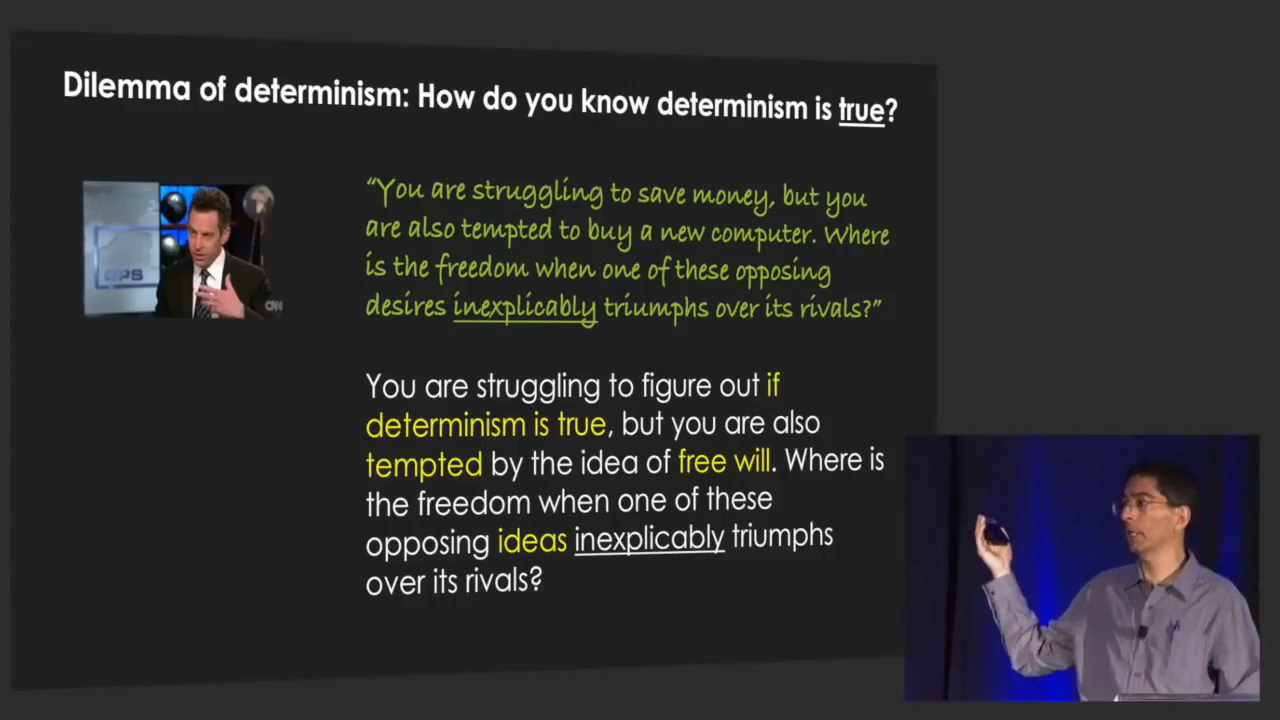 Dilemma of determinism: How do you know determinism is true?
“You are struggling to save money, but you
are also tempted to buy a new computer. Where
is the freedom when one of these opposing
desires inexplicably triumphs over its rivals?”
You are struggling to figure out if
determinism is true, but you are also
tempted by the idea of free will. Where is
the freedom when one of these
opposing ideas inexplicably triumphs
over its rivals?
GPS
CNN